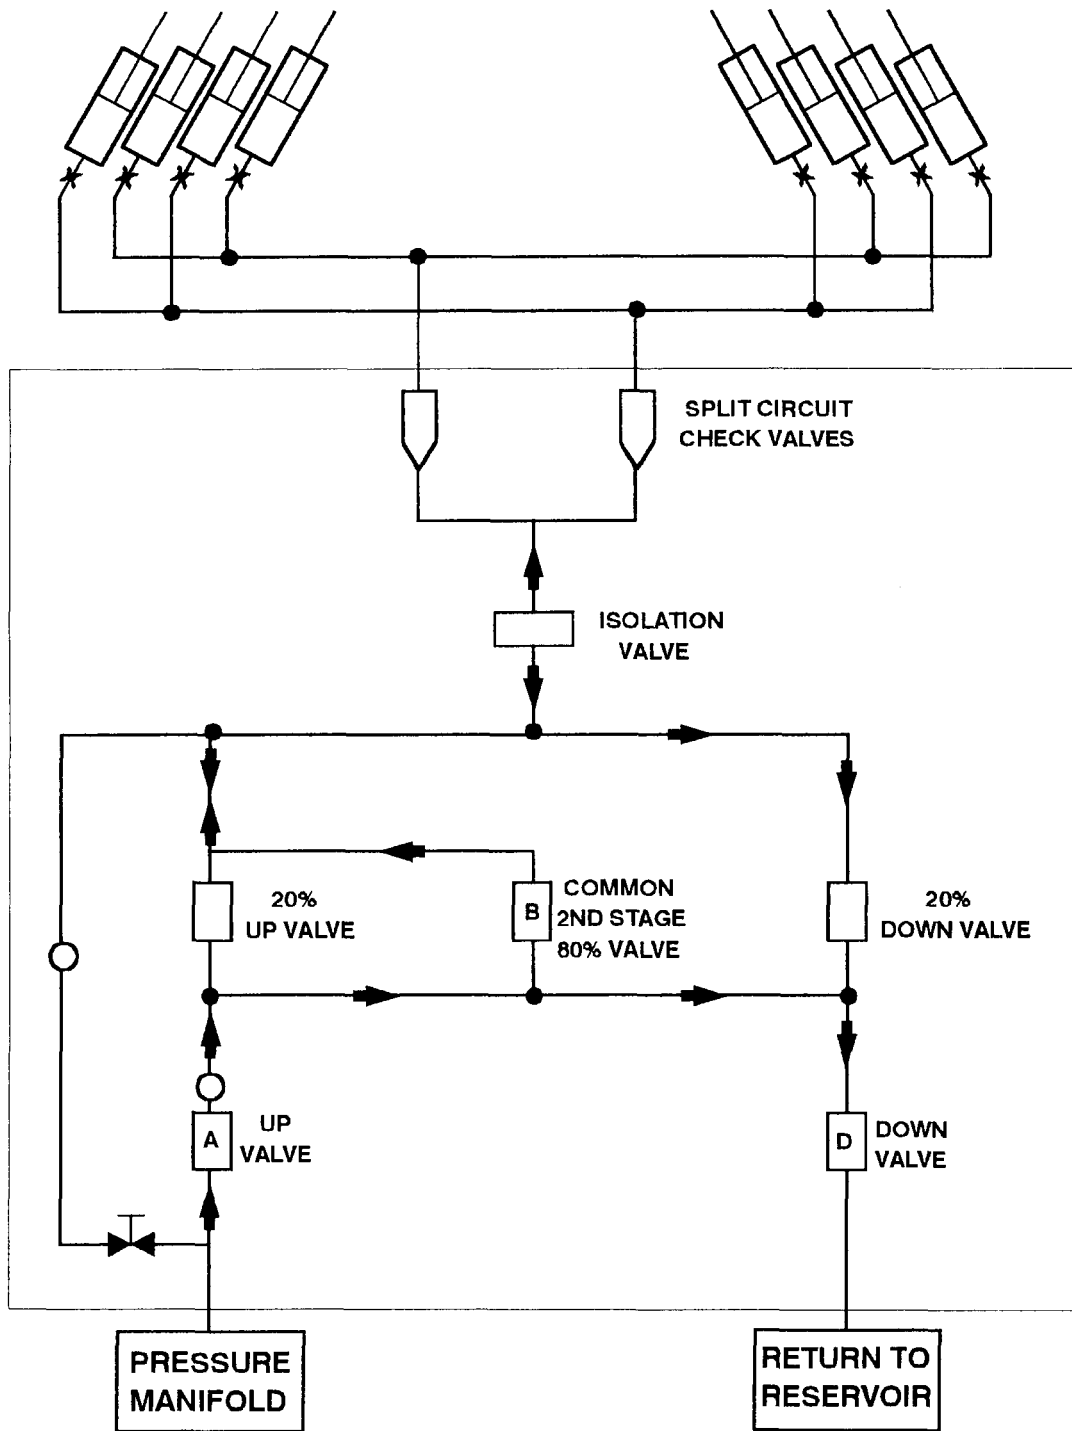 SPLIT CIRCUIT
CHECK VALVES
ISOLATION
VALVE
20%
UP VALVE
B
COMMON
2ND STAGE
80% VALVE
20%
DOWN VALVE
A
UP
VALVE
D
DOWN
VALVE
PRESSURE
MANIFOLD
RETURN TO
RESERVOIR